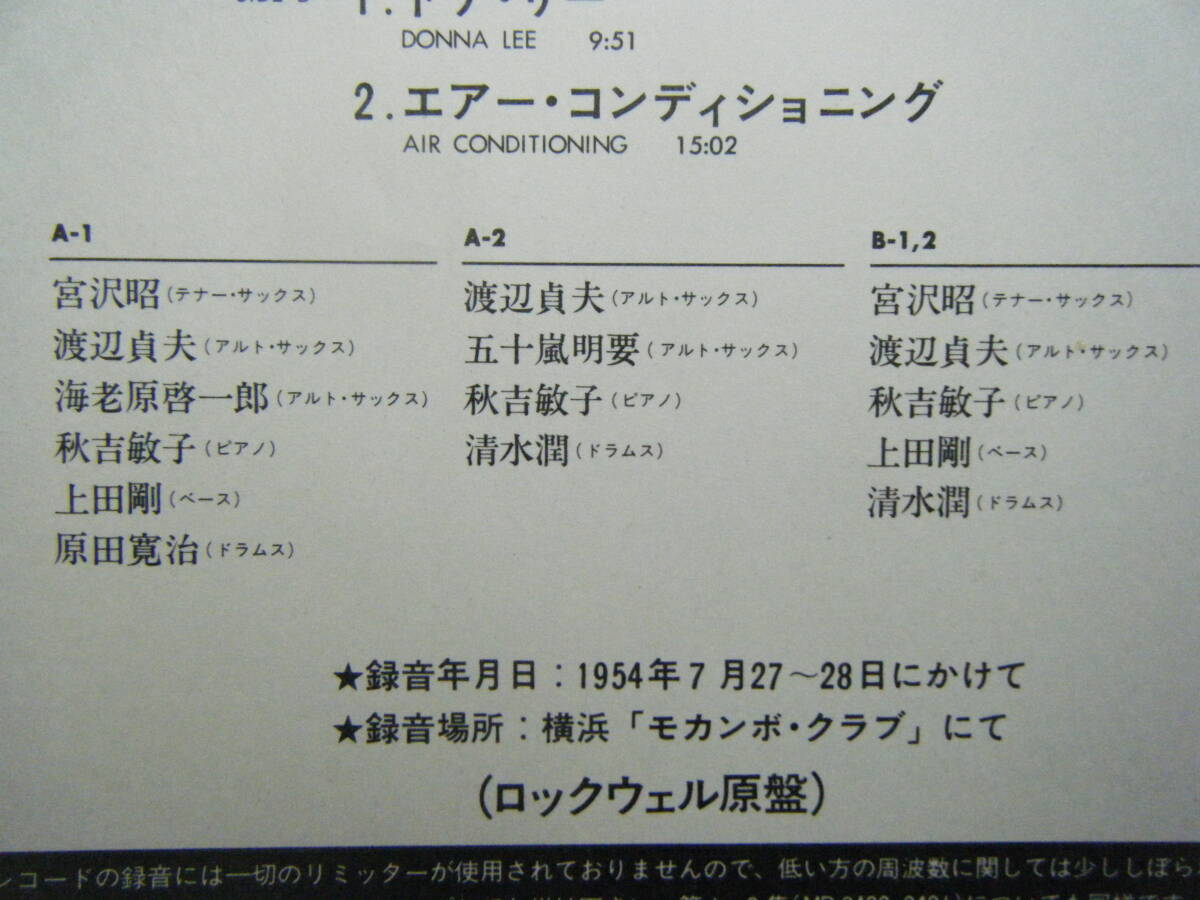 1.ドナ・リー
DONNA LEE 9:51
2.エアー・コンディショニング
AIR CONDITIONING 15:02
A-1
宮沢昭(テナー・サックス)
渡辺貞夫(アルト・サックス)
海老原啓一郎(アルト・サックス)
秋吉敏子(ピアノ)
上田剛(ベース)
原田寛治(ドラムス)
A-2
渡辺貞夫(アルト・サックス)
五十嵐明要(アルト・サックス)
秋吉敏子(ピアノ)
清水潤(ドラムス)
B-1,2
宮沢昭(テナー・サックス)
渡辺貞夫(アルト・サックス)
秋吉敏子(ピアノ)
上田剛(ベース)
清水潤(ドラムス)
★録音年月日:1954年7月27〜28日にかけて
★録音場所:横浜「モカンボ・クラブ」にて
(ロックウェル原盤)
レコードの録音には一切のリミッターが使用されておりませんので、低い方の周波数に関しては少ししぼら